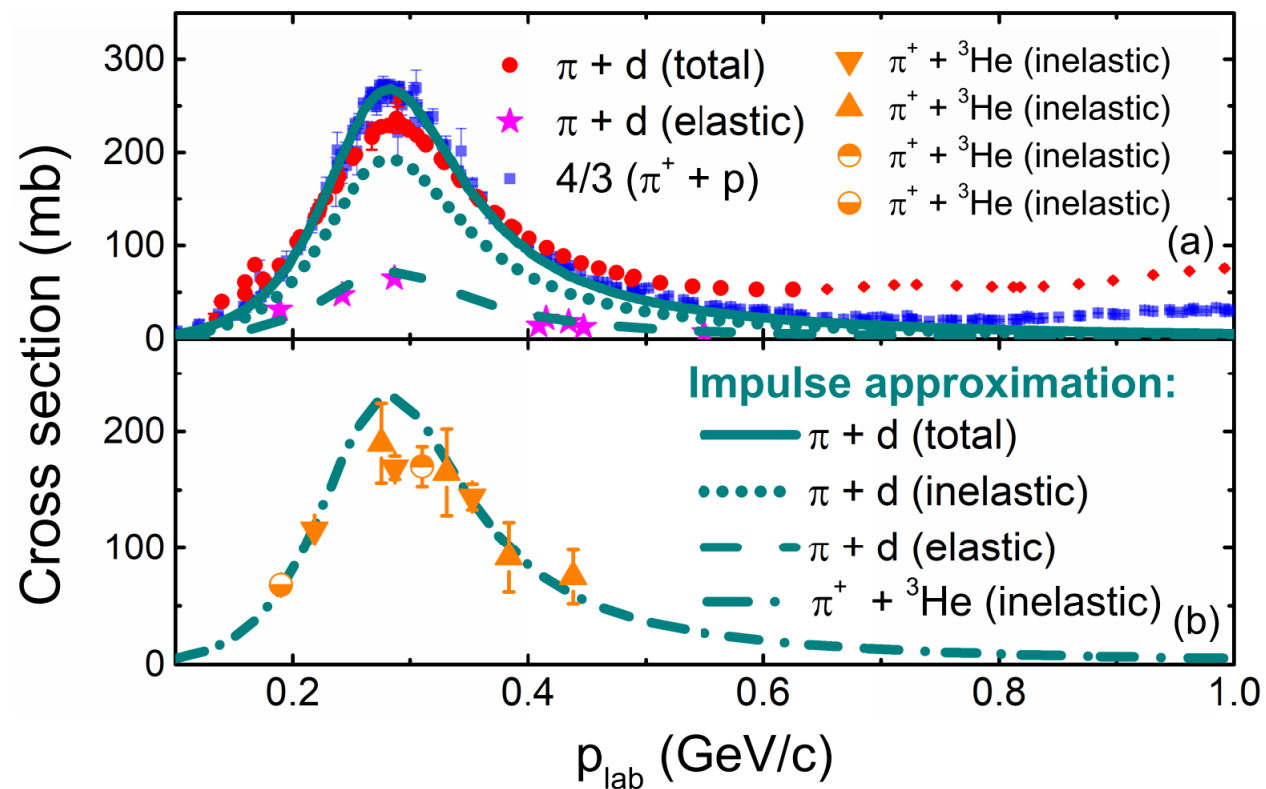 300
200
100
0
π + d (total)
π + d (elastic)
4/3 (π⁺ + p)
π⁺ + ³He (inelastic)
π⁺ + ³He (inelastic)
π⁺ + ³He (inelastic)
π⁺ + ³He (inelastic)
(a)
Cross section (mb)
200
100
0
Impulse approximation:
π + d (total)
π + d (inelastic)
π + d (elastic)
π⁺ + ³He (inelastic)
(b)
0.2 0.4 0.6 0.8 1.0
p_lab (GeV/c)